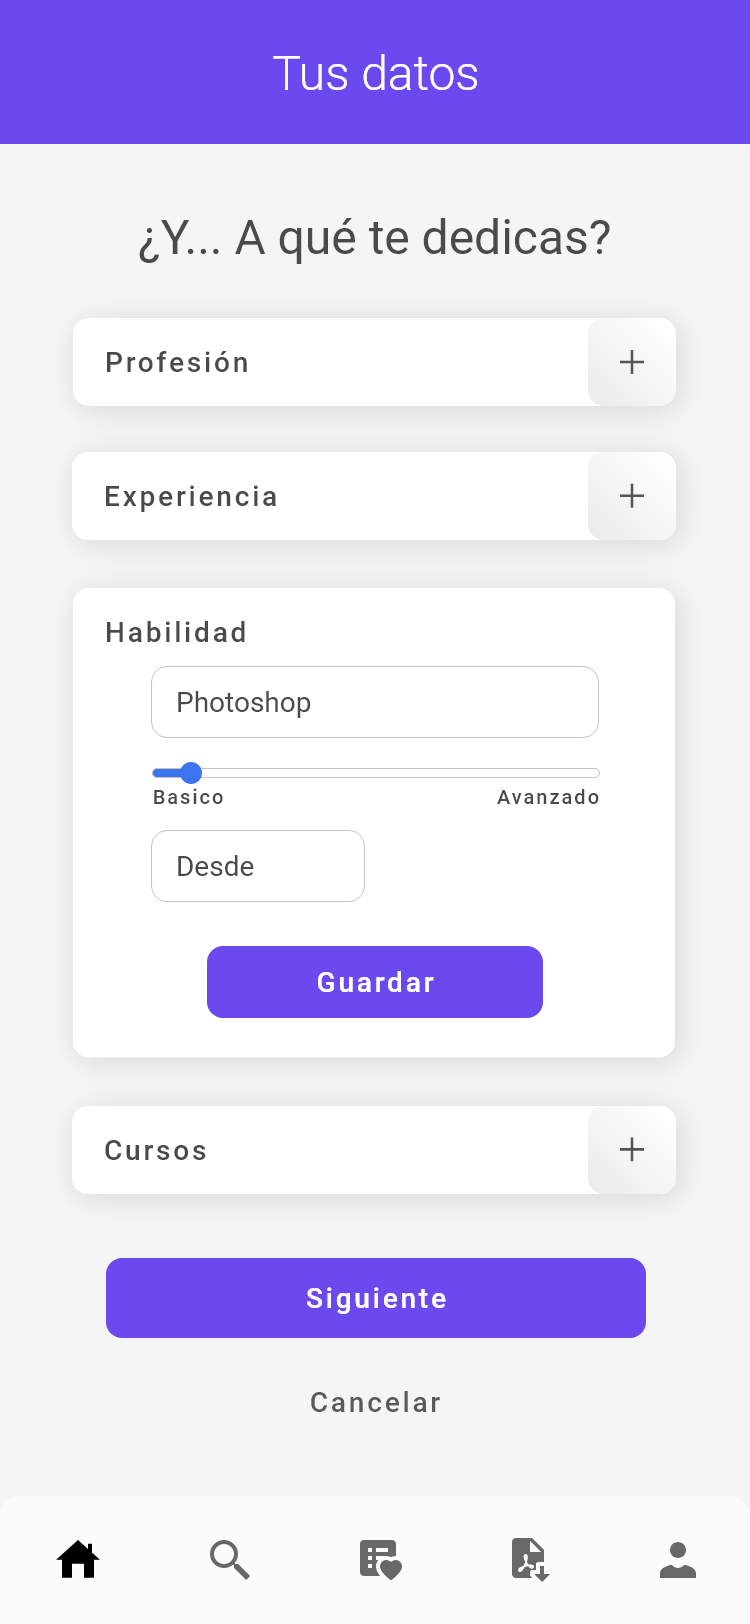 Tus datos
¿Y... A qué te dedicas?
Profesión
Experiencia
Habilidad
Photoshop
Basico Avanzado
Desde
Guardar
Cursos
Siguiente
Cancelar